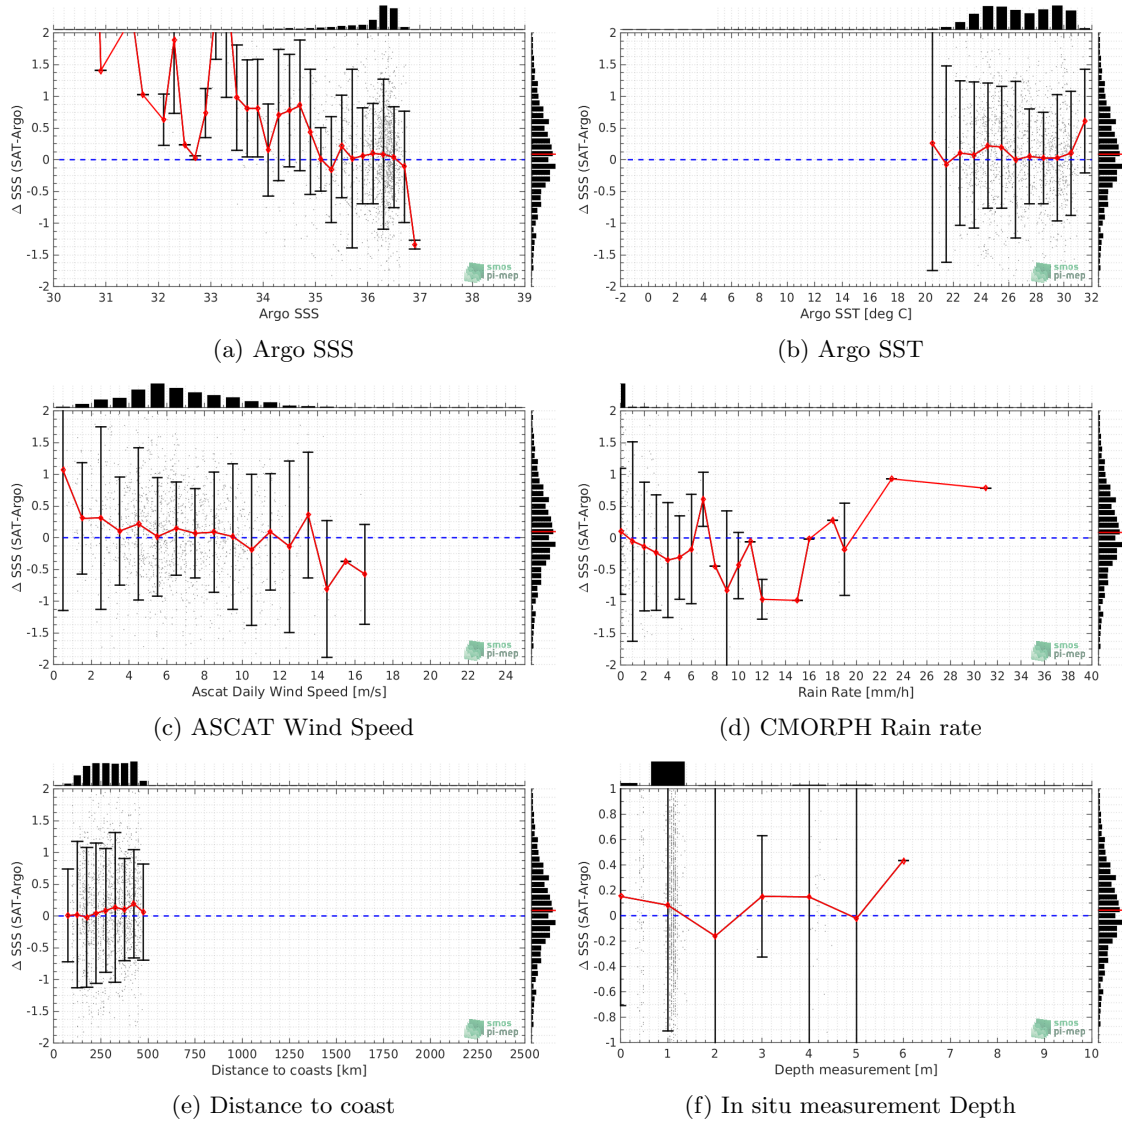 2
1.5
1
0.5
0
-0.5
-1
-1.5
-2
Δ SSS (SAT-Argo)
30 31 32 33 34 35 36 37 38 39
Argo SSS
smos
pi-mep
(a) Argo SSS
2
1.5
1
0.5
0
-0.5
-1
-1.5
-2
Δ SSS (SAT-Argo)
-2 0 2 4 6 8 10 12 14 16 18 20 22 24 26 28 30 32
Argo SST [deg C]
smos
pi-mep
(b) Argo SST
2
1.5
1
0.5
0
-0.5
-1
-1.5
-2
Δ SSS (SAT-Argo)
0 2 4 6 8 10 12 14 16 18 20 22 24
Ascat Daily Wind Speed [m/s]
smos
pi-mep
(c) ASCAT Wind Speed
2
1.5
1
0.5
0
-0.5
-1
-1.5
-2
Δ SSS (SAT-Argo)
0 2 4 6 8 10 12 14 16 18 20 22 24 26 28 30 32 34 36 38 40
Rain Rate [mm/h]
smos
pi-mep
(d) CMORPH Rain rate
2
1.5
1
0.5
0
-0.5
-1
-1.5
-2
Δ SSS (SAT-Argo)
0 250 500 750 1000 1250 1500 1750 2000 2250 2500
Distance to coasts [km]
smos
pi-mep
(e) Distance to coast
1
0.8
0.6
0.4
0.2
0
-0.2
-0.4
-0.6
-0.8
-1
Δ SSS (SAT-Argo)
0 1 2 3 4 5 6 7 8 9 10
Depth measurement [m]
smos
pi-mep
(f) In situ measurement Depth